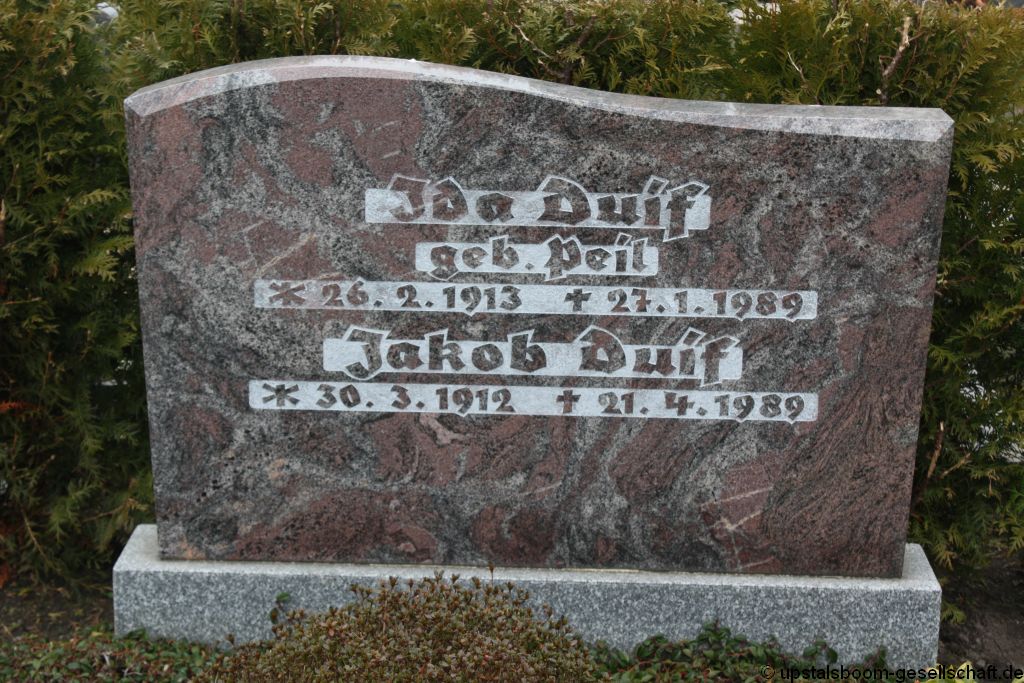 Ida Duif
geb. Peil
* 26. 2. 1913 † 27. 1. 1989
Jakob Duif
* 30. 3. 1912 † 21. 4. 1989
© upstalsboom-gesellschaft.de